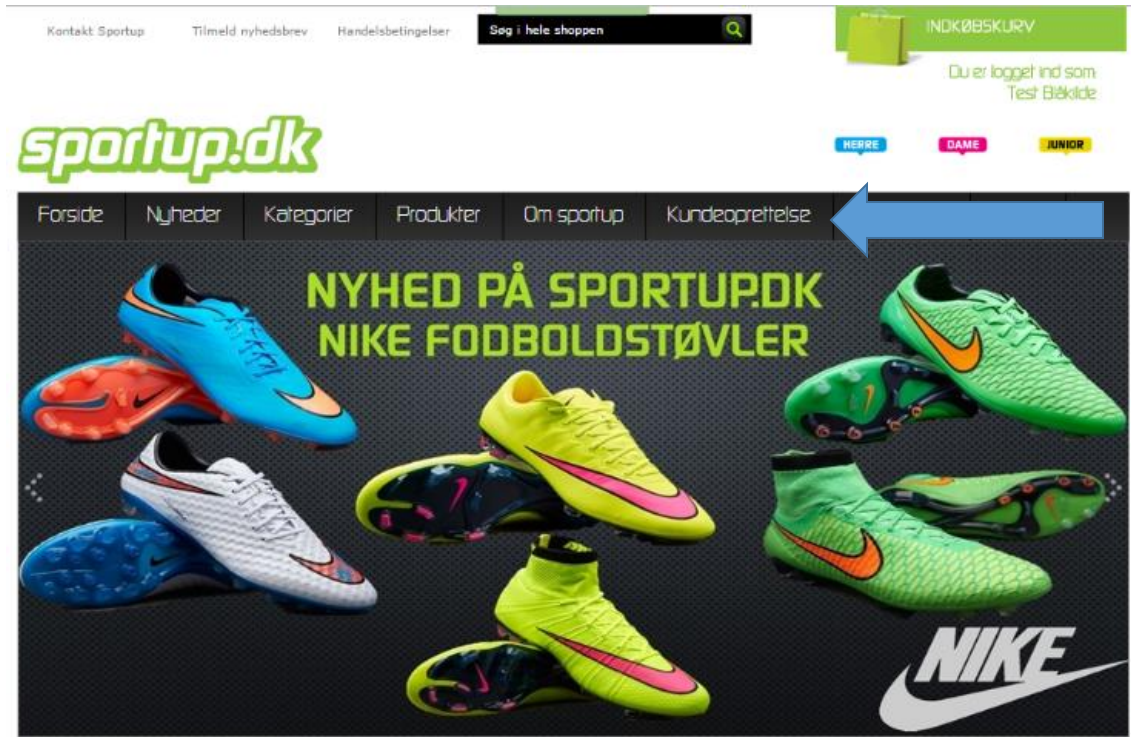 Kontakt Sportup Tilmeld nyhedsbrev Handelsbetingelser Søg i hele shoppen INDKØBSKURV
Du er logget ind som:
Test Blåkilde
sportup.dk
HERRE DAME JUNIOR
Forside Nyheder Kategorier Produkter Om sportup Kundeoprettelse
NYHED PÅ SPORTUP.DK
NIKE FODBOLDSTØVLER
NIKE